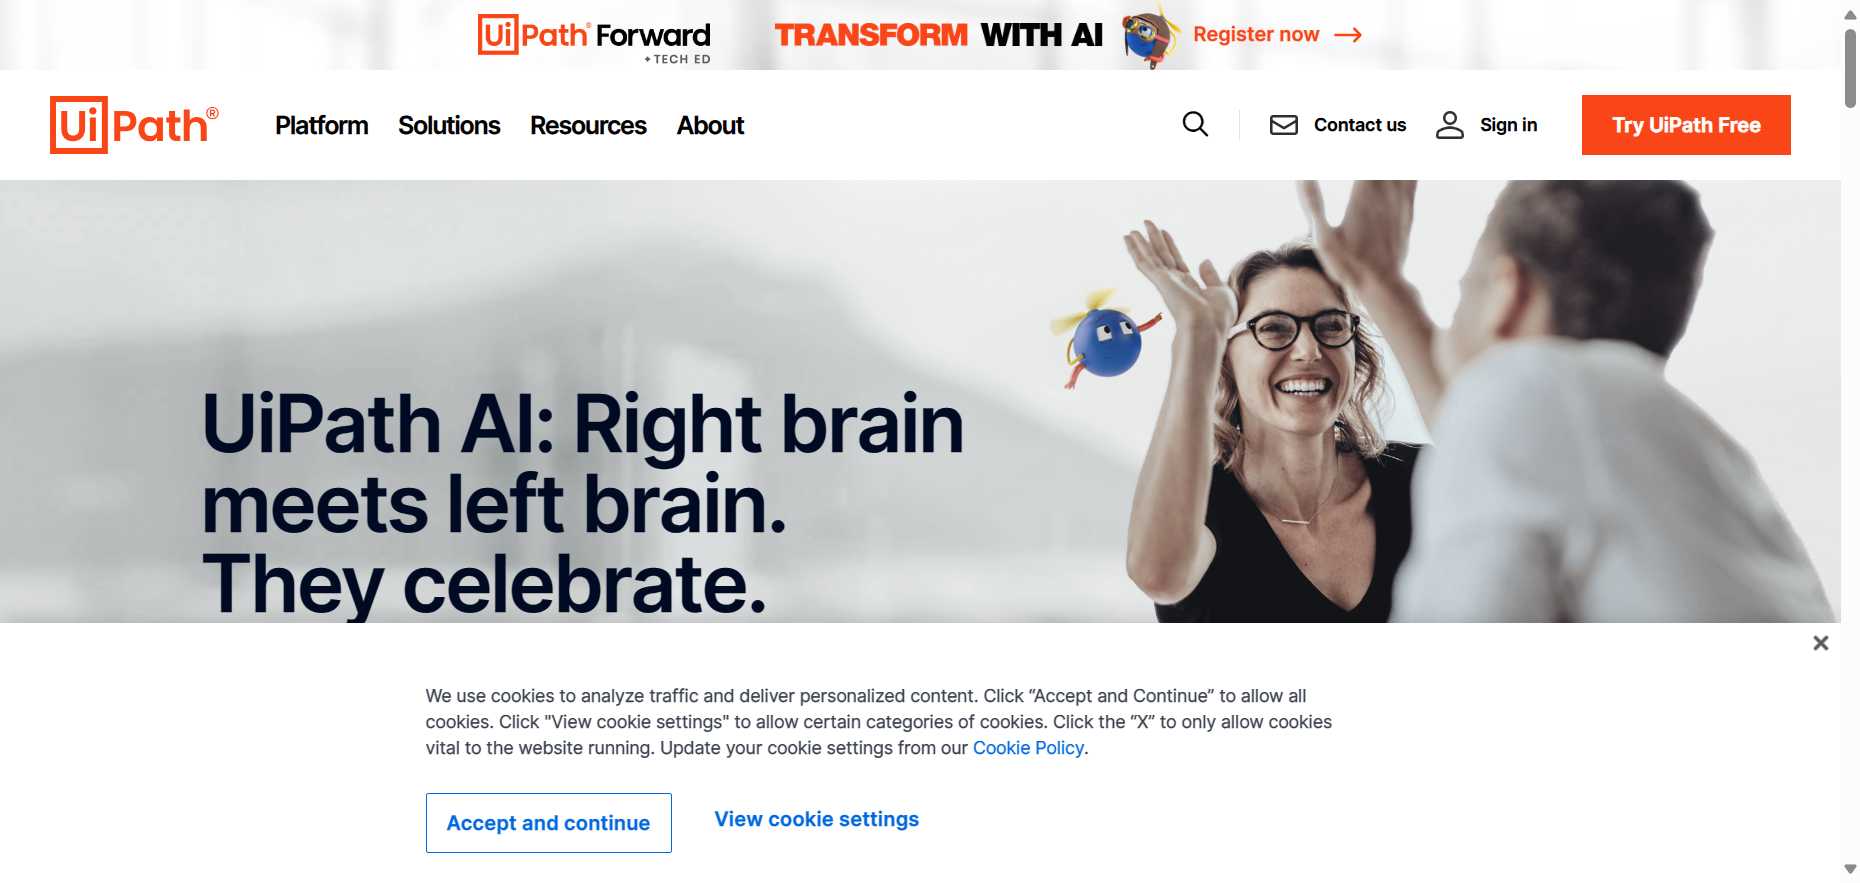 UiPath® Forward
+ TECH ED
TRANSFORM WITH AI
Register now
UiPath®
Platform
Solutions
Resources
About
Contact us
Sign in
Try UiPath Free
UiPath AI: Right brain
meets left brain.
They celebrate.
We use cookies to analyze traffic and deliver personalized content. Click “Accept and Continue” to allow all
cookies. Click "View cookie settings" to allow certain categories of cookies. Click the “X” to only allow cookies
vital to the website running. Update your cookie settings from our Cookie Policy.
Accept and continue
View cookie settings